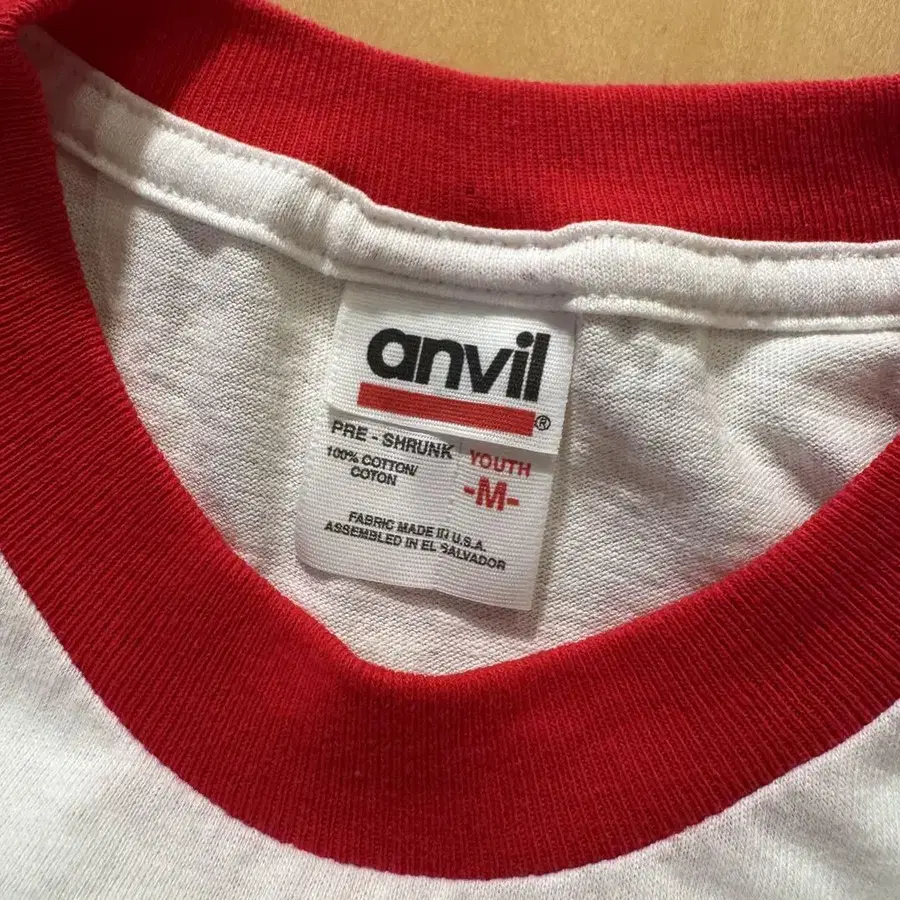 anvil®
PRE - SHRUNK
100% COTTON/
COTON
YOUTH
-M-
FABRIC MADE IN U.S.A.
ASSEMBLED IN EL SALVADOR